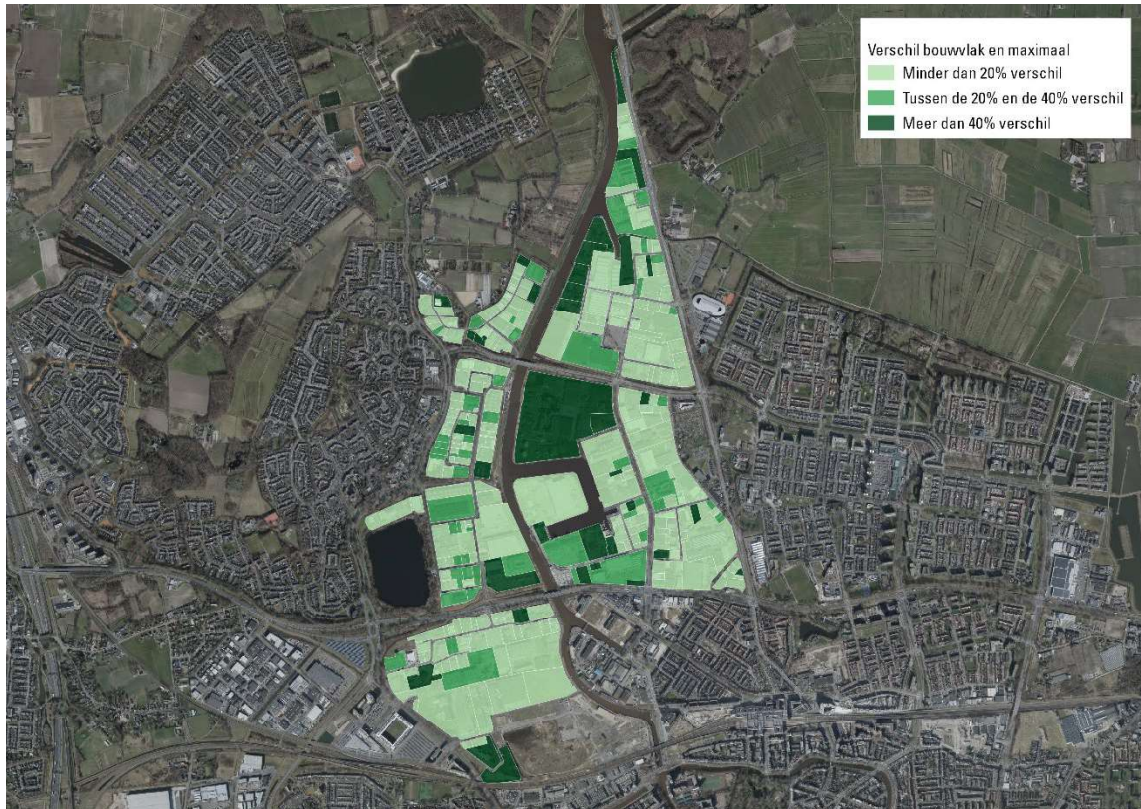 Verschil bouwvlak en maximaal
Minder dan 20% verschil
Tussen de 20% en de 40% verschil
Meer dan 40% verschil